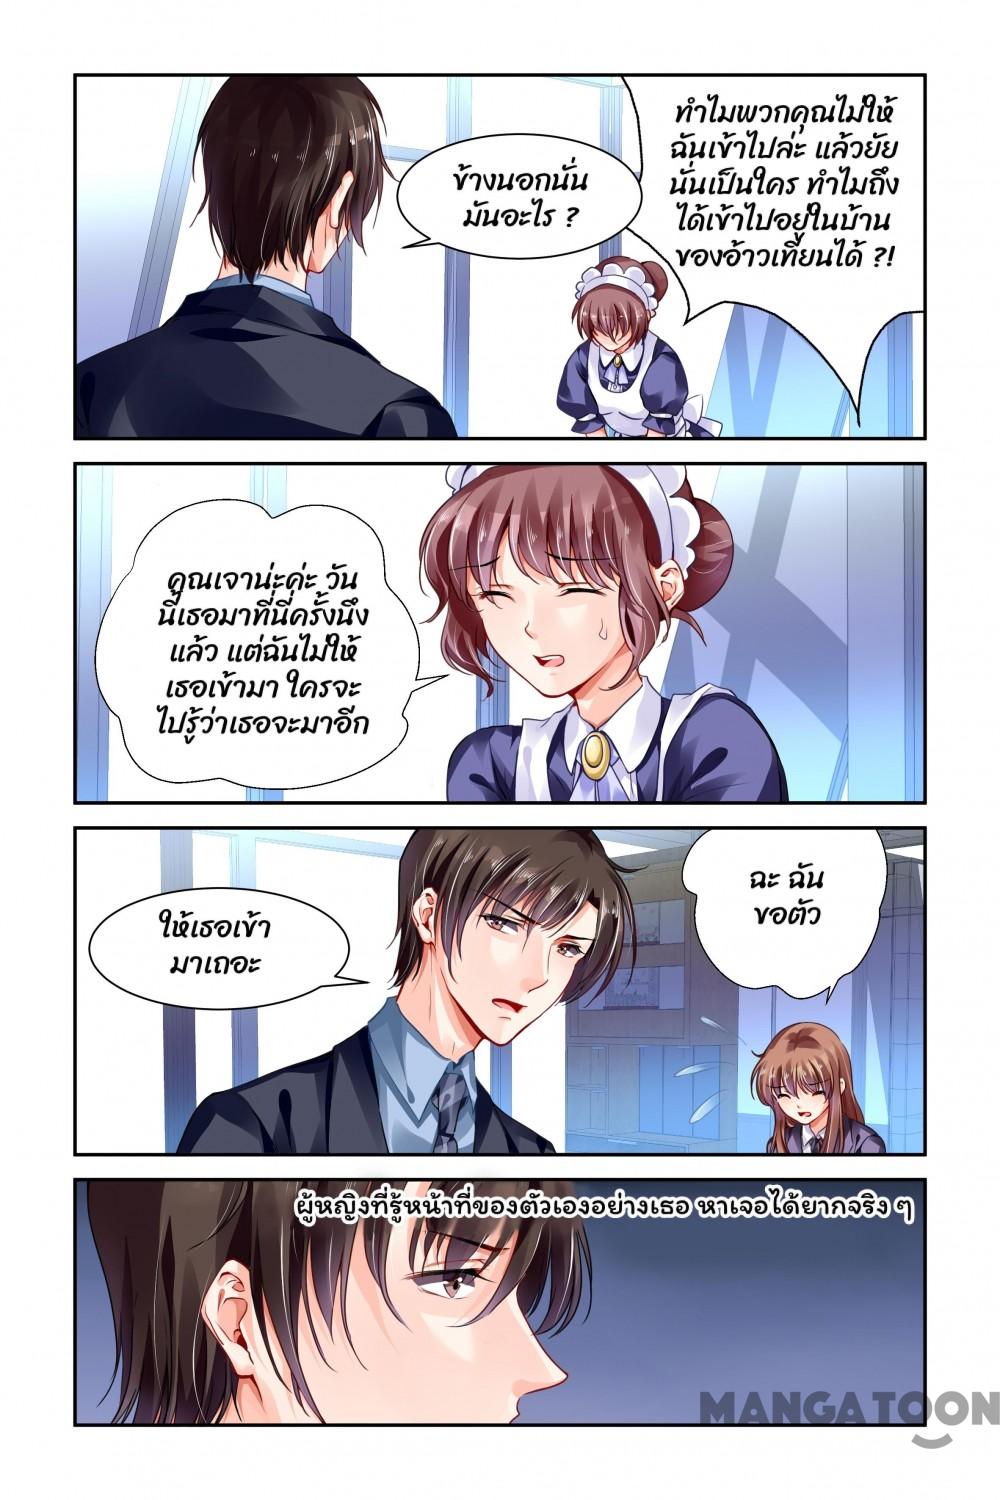 ข้างนอกนั่น
มันอะไร ?
ทำไมพวกคุณไม่ให้
ฉันเข้าไปล่ะ แล้วยัย
นั่นเป็นใคร ทำไมถึง
ได้เข้าไปอยู่ในบ้าน
ของอ้าวเทียนได้ ?!
คุณเจาน่ะค่ะ วัน
นี้เธอมาที่นี่ครั้งนึง
แล้ว แต่ฉันไม่ให้
เธอเข้ามา ใครจะ
ไปรู้ว่าเธอจะมาอีก
ให้เธอเข้า
มาเถอะ
ฉะ ฉัน
ขอตัว
ผู้หญิงที่รู้หน้าที่ของตัวเองอย่างเธอ หาเจอได้ยากจริง ๆ
MANGATOON